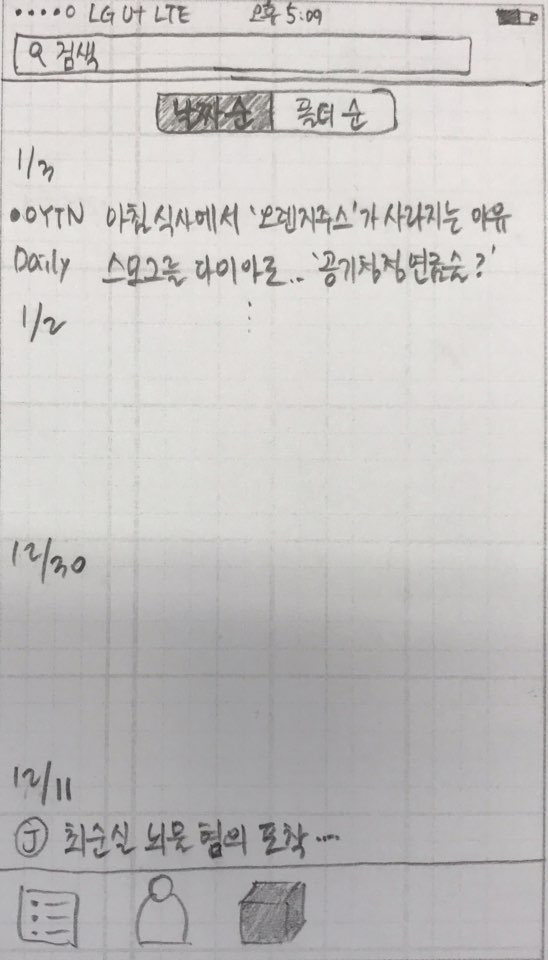 LG U+ LTE 오후 5:09
검색
날짜순 플터순
1/3
YTN 아침식사에서 '오렌지주스'가 사라지는 이유
Daily 스모그를 다이아로.. '공기청정연금술?'
1/2
12/30
12/11
J 최순실 뇌물 혐의 포착 ...